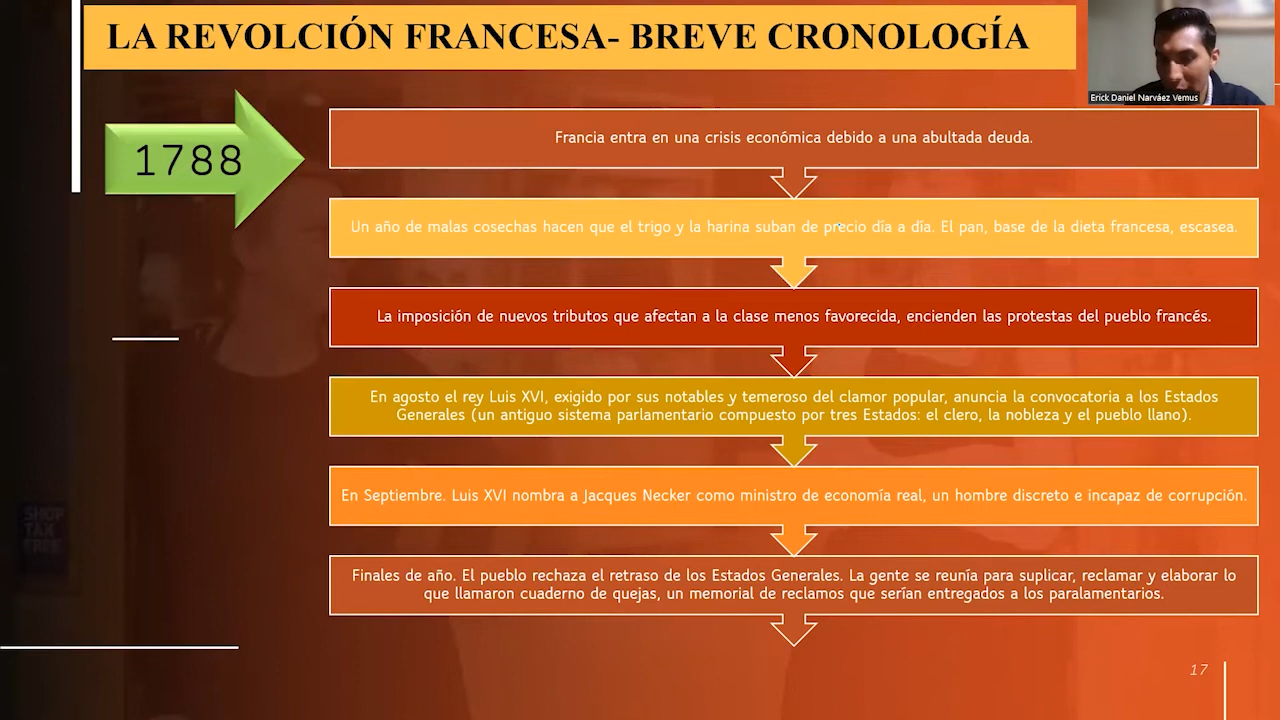 LA REVOLCIÓN FRANCESA- BREVE CRONOLOGÍA
Erick Daniel Narváez Vemus
1788
Francia entra en una crisis económica debido a una abultada deuda.
Un año de malas cosechas hacen que el trigo y la harina suban de precio día a día. El pan, base de la dieta francesa, escasea.
La imposición de nuevos tributos que afectan a la clase menos favorecida, encienden las protestas del pueblo francés.
En agosto el rey Luis XVI, exigido por sus notables y temeroso del clamor popular, anuncia la convocatoria a los Estados
Generales (un antiguo sistema parlamentario compuesto por tres Estados: el clero, la nobleza y el pueblo llano).
En Septiembre. Luis XVI nombra a Jacques Necker como ministro de economía real, un hombre discreto e incapaz de corrupción.
Finales de año. El pueblo rechaza el retraso de los Estados Generales. La gente se reunía para suplicar, reclamar y elaborar lo
que llamaron cuaderno de quejas, un memorial de reclamos que serían entregados a los paralamentarios.
SHOP
TAX
FREE
17